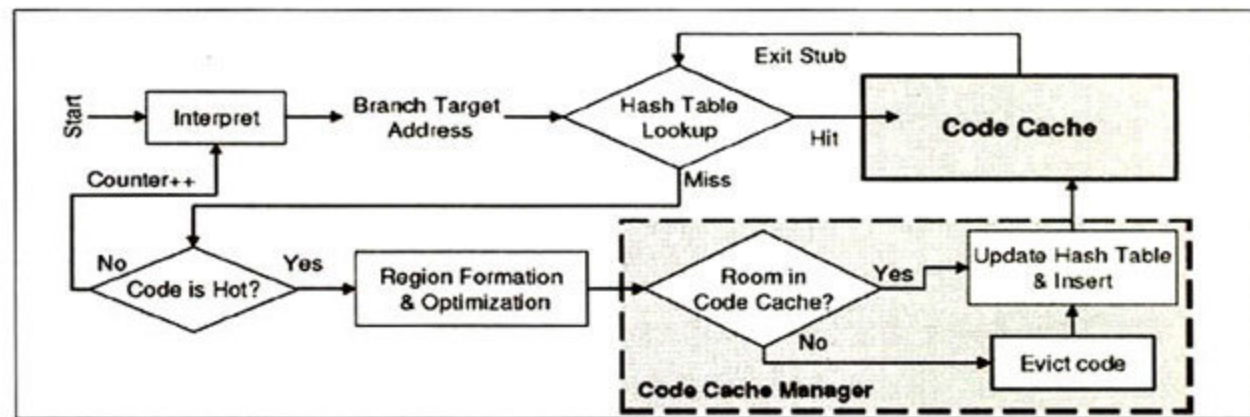 Exit Stub
Start
Interpret
Branch Target
Address
Hash Table
Lookup
Hit
Code Cache
Counter++
Miss
No
Code is Hot?
Yes
Region Formation
& Optimization
Room in
Code Cache?
Yes
Update Hash Table
& Insert
No
Evict code
Code Cache Manager